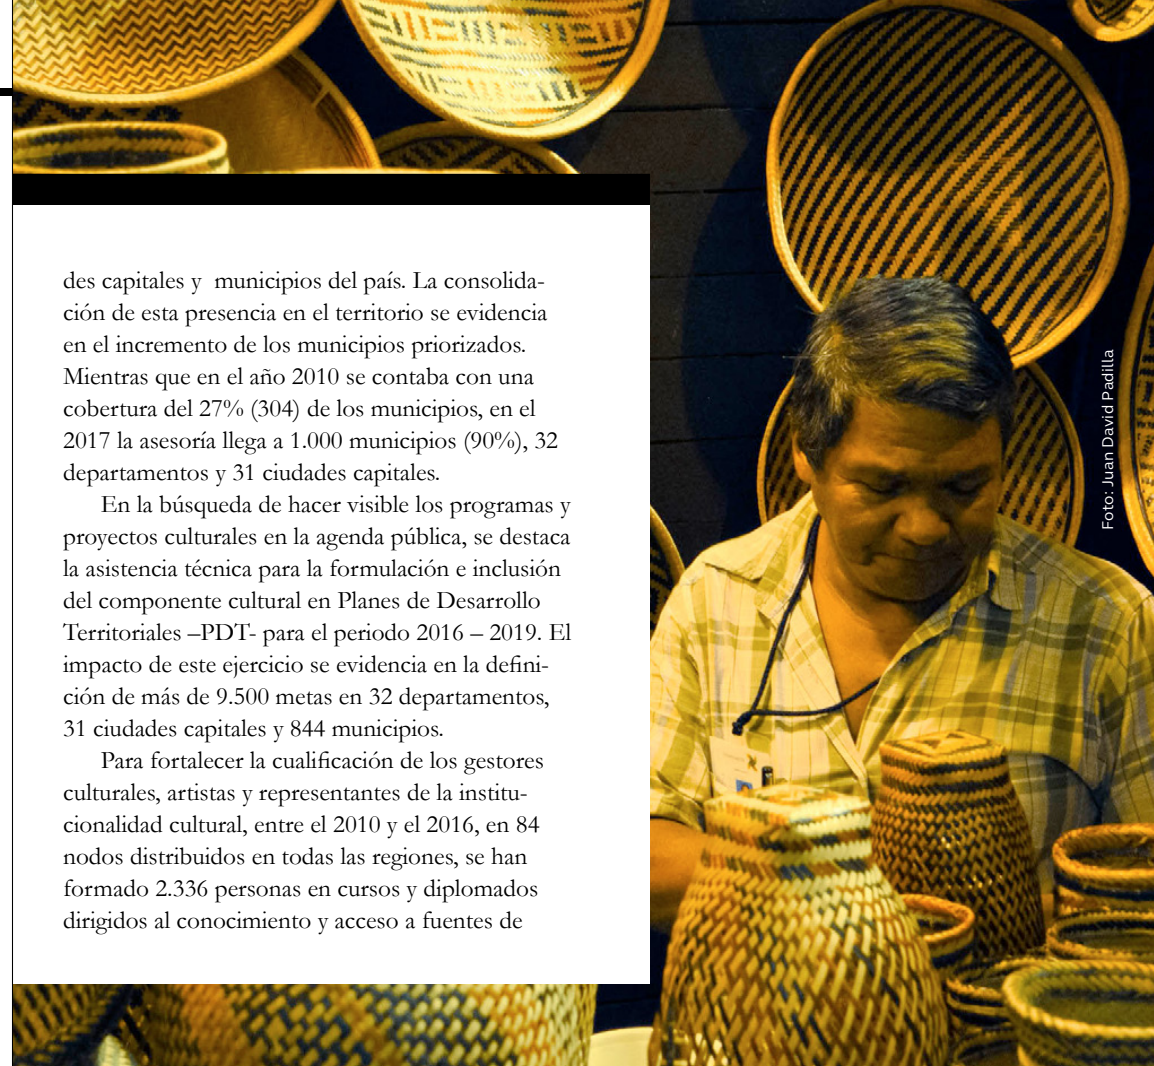 des capitales y  municipios del país. La consolida-
ción de esta presencia en el territorio se evidencia
en el incremento de los municipios priorizados.
Mientras que en el año 2010 se contaba con una
cobertura del 27% (304) de los municipios, en el
2017 la asesoría llega a 1.000 municipios (90%), 32
departamentos y 31 ciudades capitales.
En la búsqueda de hacer visible los programas y
proyectos culturales en la agenda pública, se destaca
la asistencia técnica para la formulación e inclusión
del componente cultural en Planes de Desarrollo
Territoriales –PDT- para el periodo 2016 – 2019. El
impacto de este ejercicio se evidencia en la defini-
ción de más de 9.500 metas en 32 departamentos,
31 ciudades capitales y 844 municipios.
Para fortalecer la cualificación de los gestores
culturales, artistas y representantes de la institu-
cionalidad cultural, entre el 2010 y el 2016, en 84
nodos distribuidos en todas las regiones, se han
formado 2.336 personas en cursos y diplomados
dirigidos al conocimiento y acceso a fuentes de
Foto: Juan David Padilla